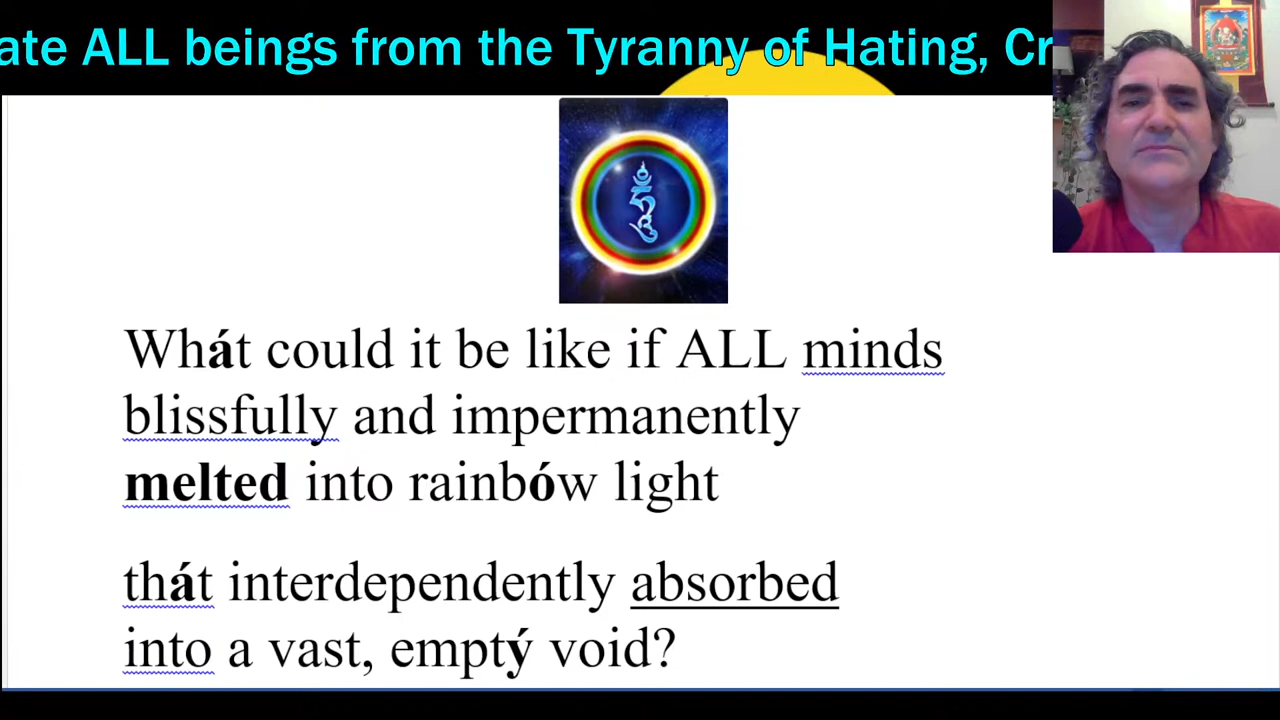 ate ALL beings from the Tyranny of Hating, Cr
ཧཱུྃ
Whát could it be like if ALL minds
blissfully and impermanently
melted into rainbów light
thát interdependently absorbed
into a vast, emptý void?